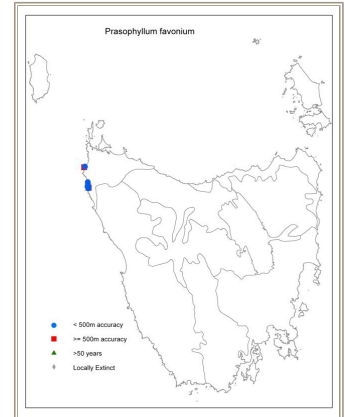 Prasophyllum favonium
< 500m accuracy
>= 500m accuracy
>50 years
Locally Extinct